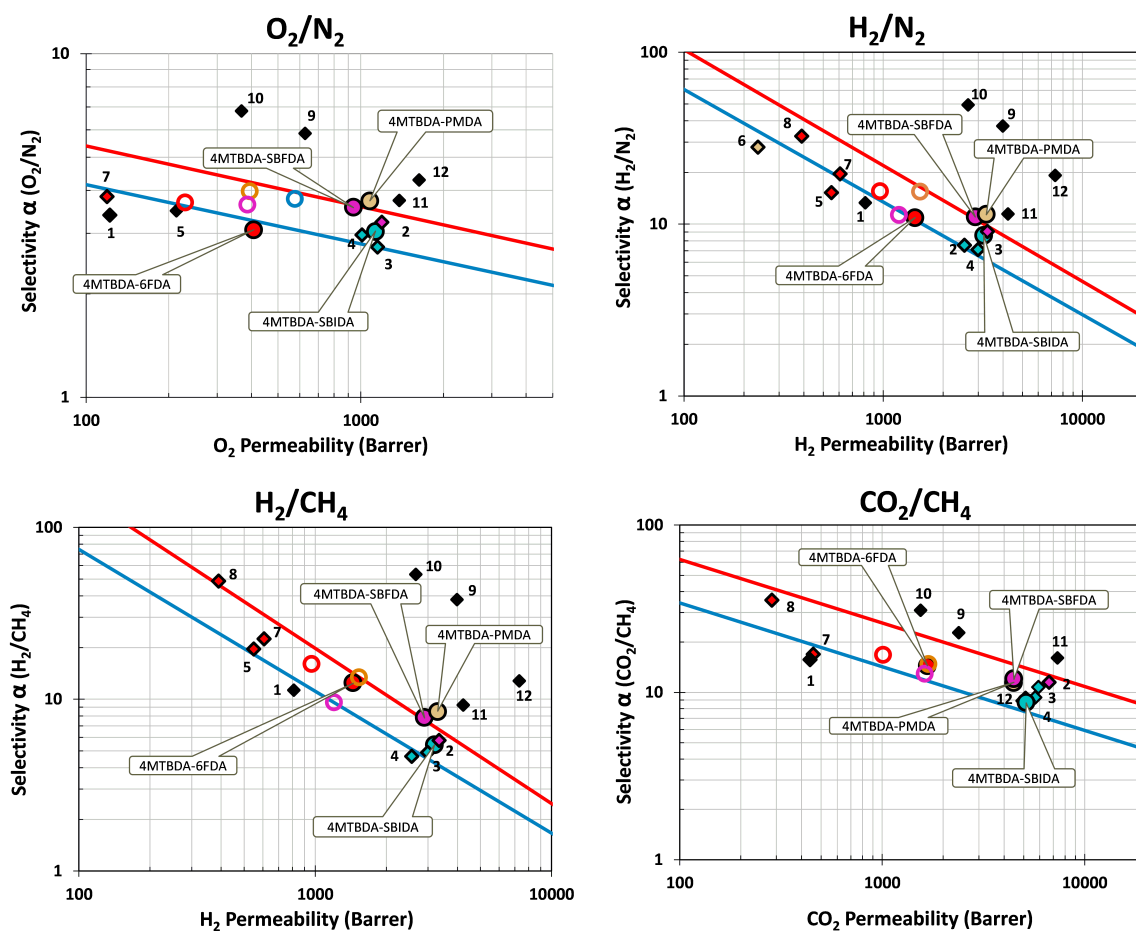 O₂/N₂
Selectivity α (O₂/N₂)
10
1
100
1000
O₂ Permeability (Barrer)
10
9
4MTBDA-PMDA
4MTBDA-SBFDA
12
11
7
1
5
2
4
3
4MTBDA-6FDA
4MTBDA-SBIDA
H₂/N₂
Selectivity α (H₂/N₂)
100
10
1
100
1000
10000
H₂ Permeability (Barrer)
10
9
4MTBDA-SBFDA
8
4MTBDA-PMDA
6
7
12
5
1
11
2
3
4
4MTBDA-6FDA
4MTBDA-SBIDA
H₂/CH₄
Selectivity α (H₂/CH₄)
100
10
1
100
1000
10000
H₂ Permeability (Barrer)
8
10
4MTBDA-SBFDA
9
7
4MTBDA-PMDA
5
1
12
11
4
2
3
4MTBDA-6FDA
4MTBDA-SBIDA
CO₂/CH₄
Selectivity α (CO₂/CH₄)
100
10
1
100
1000
10000
CO₂ Permeability (Barrer)
4MTBDA-6FDA
8
10
4MTBDA-SBFDA
9
7
11
1
2
12
3
4
4MTBDA-PMDA
4MTBDA-SBIDA